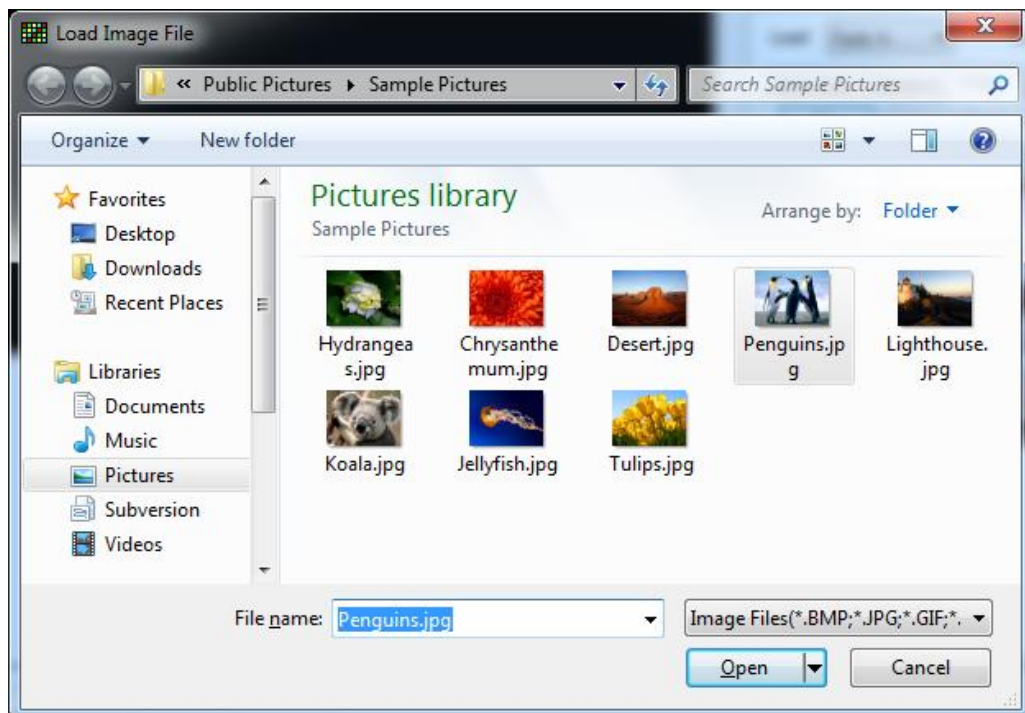 Load Image File
« Public Pictures Sample Pictures
Search Sample Pictures
Organize New folder
Favorites
Desktop
Downloads
Recent Places
Libraries
Documents
Music
Pictures
Subversion
Videos
Pictures library
Sample Pictures
Arrange by: Folder
Hydrangea
s.jpg
Chrysanthe
mum.jpg
Desert.jpg
Penguins.jp
g
Lighthouse.
jpg
Koala.jpg
Jellyfish.jpg
Tulips.jpg
File name: Penguins.jpg
Image Files(*.BMP;*.JPG;*.GIF;*.
Open
Cancel